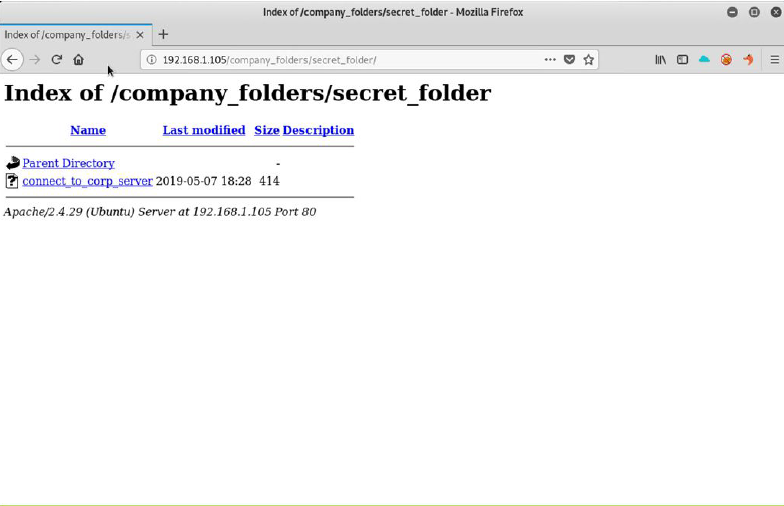 Index of /company_folders/secret_folder - Mozilla Firefox
Index of /company_folders/s
192.168.1.105/company_folders/secret_folder/
Index of /company_folders/secret_folder
Name Last modified Size Description
Parent Directory -
connect_to_corp_server 2019-05-07 18:28 414
Apache/2.4.29 (Ubuntu) Server at 192.168.1.105 Port 80